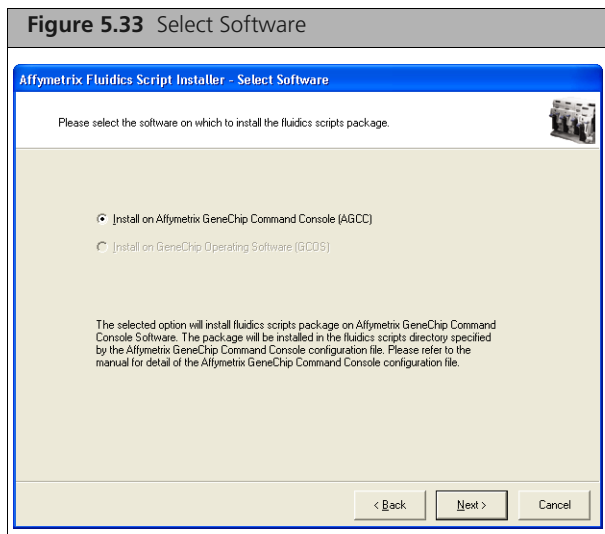 Figure 5.33 Select Software
Affymetrix Fluidics Script Installer - Select Software
Please select the software on which to install the fluidics scripts package.
Install on Affymetrix GeneChip Command Console (AGCC)
Install on GeneChip Operating Software (GCOS)
The selected option will install fluidics scripts package on Affymetrix GeneChip Command
Console Software. The package will be installed in the fluidics scripts directory specified
by the Affymetrix GeneChip Command Console configuration file. Please refer to the
manual for detail of the Affymetrix GeneChip Command Console configuration file.
< Back Next > Cancel